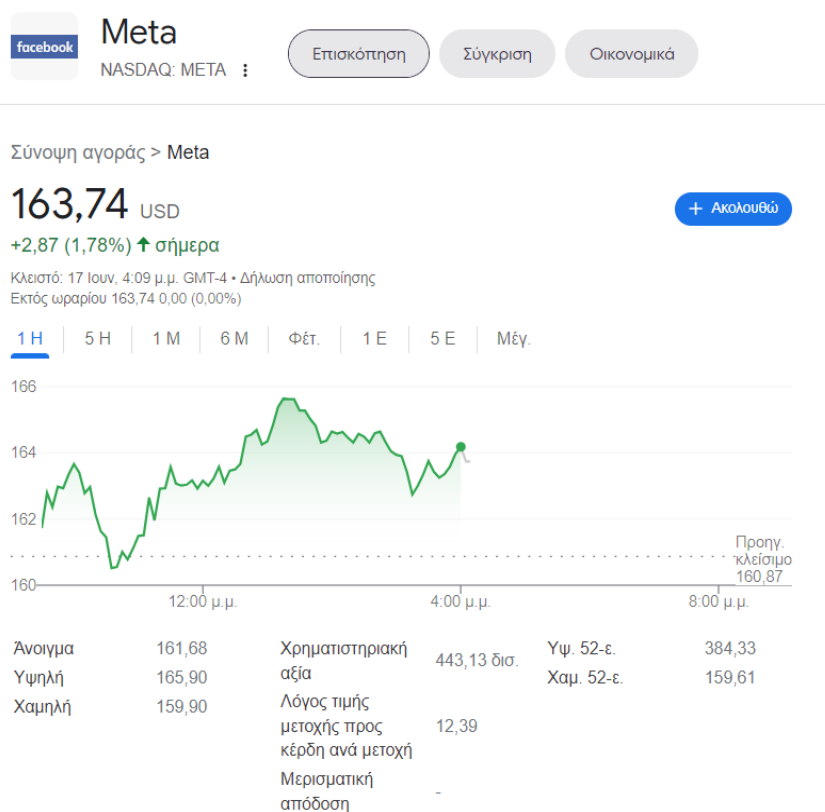 facebook
Meta
NASDAQ: META
Επισκόπηση
Σύγκριση
Οικονομικά
Σύνοψη αγοράς > Meta
163,74 USD
+ Ακολουθώ
+2,87 (1,78%) ↑ σήμερα
Κλειστό: 17 Ιουν, 4:09 μ.μ. GMT-4 • Δήλωση αποποίησης
Εκτός ωραρίου 163,74 0,00 (0,00%)
1 Η 5 Η 1 Μ 6 Μ Φέτ. 1 Ε 5 Ε Μέγ.
166
164
162
160
Προηγ.
κλείσιμο
160,87
12:00 μ.μ. 4:00 μ.μ. 8:00 μ.μ.
Άνοιγμα 161,68
Υψηλή 165,90
Χαμηλή 159,90
Χρηματιστηριακή
αξία 443,13 δισ.
Λόγος τιμής
μετοχής προς
κέρδη ανά μετοχή 12,39
Μερισματική
απόδοση -
Υψ. 52-ε. 384,33
Χαμ. 52-ε. 159,61